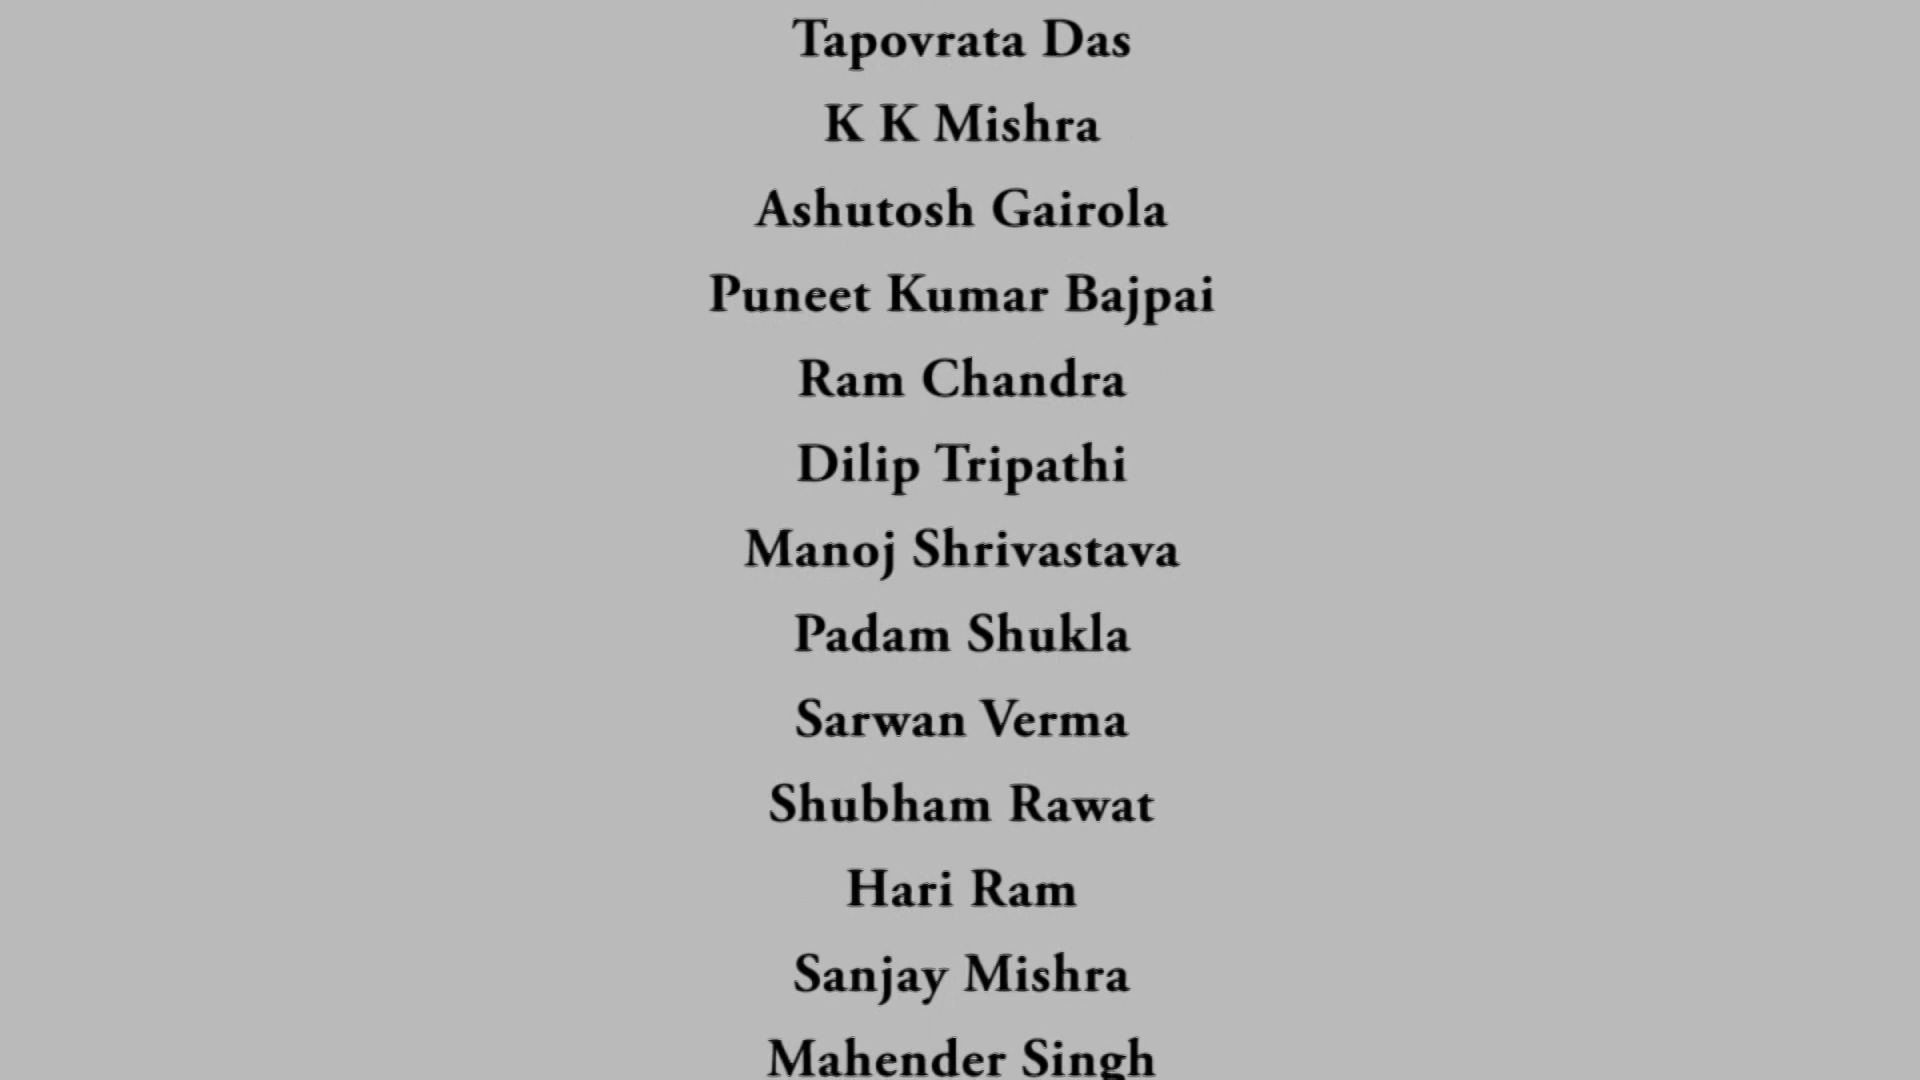 Tapovrata Das
K K Mishra
Ashutosh Gairola
Puneet Kumar Bajpai
Ram Chandra
Dilip Tripathi
Manoj Shrivastava
Padam Shukla
Sarwan Verma
Shubham Rawat
Hari Ram
Sanjay Mishra
Mahender Singh